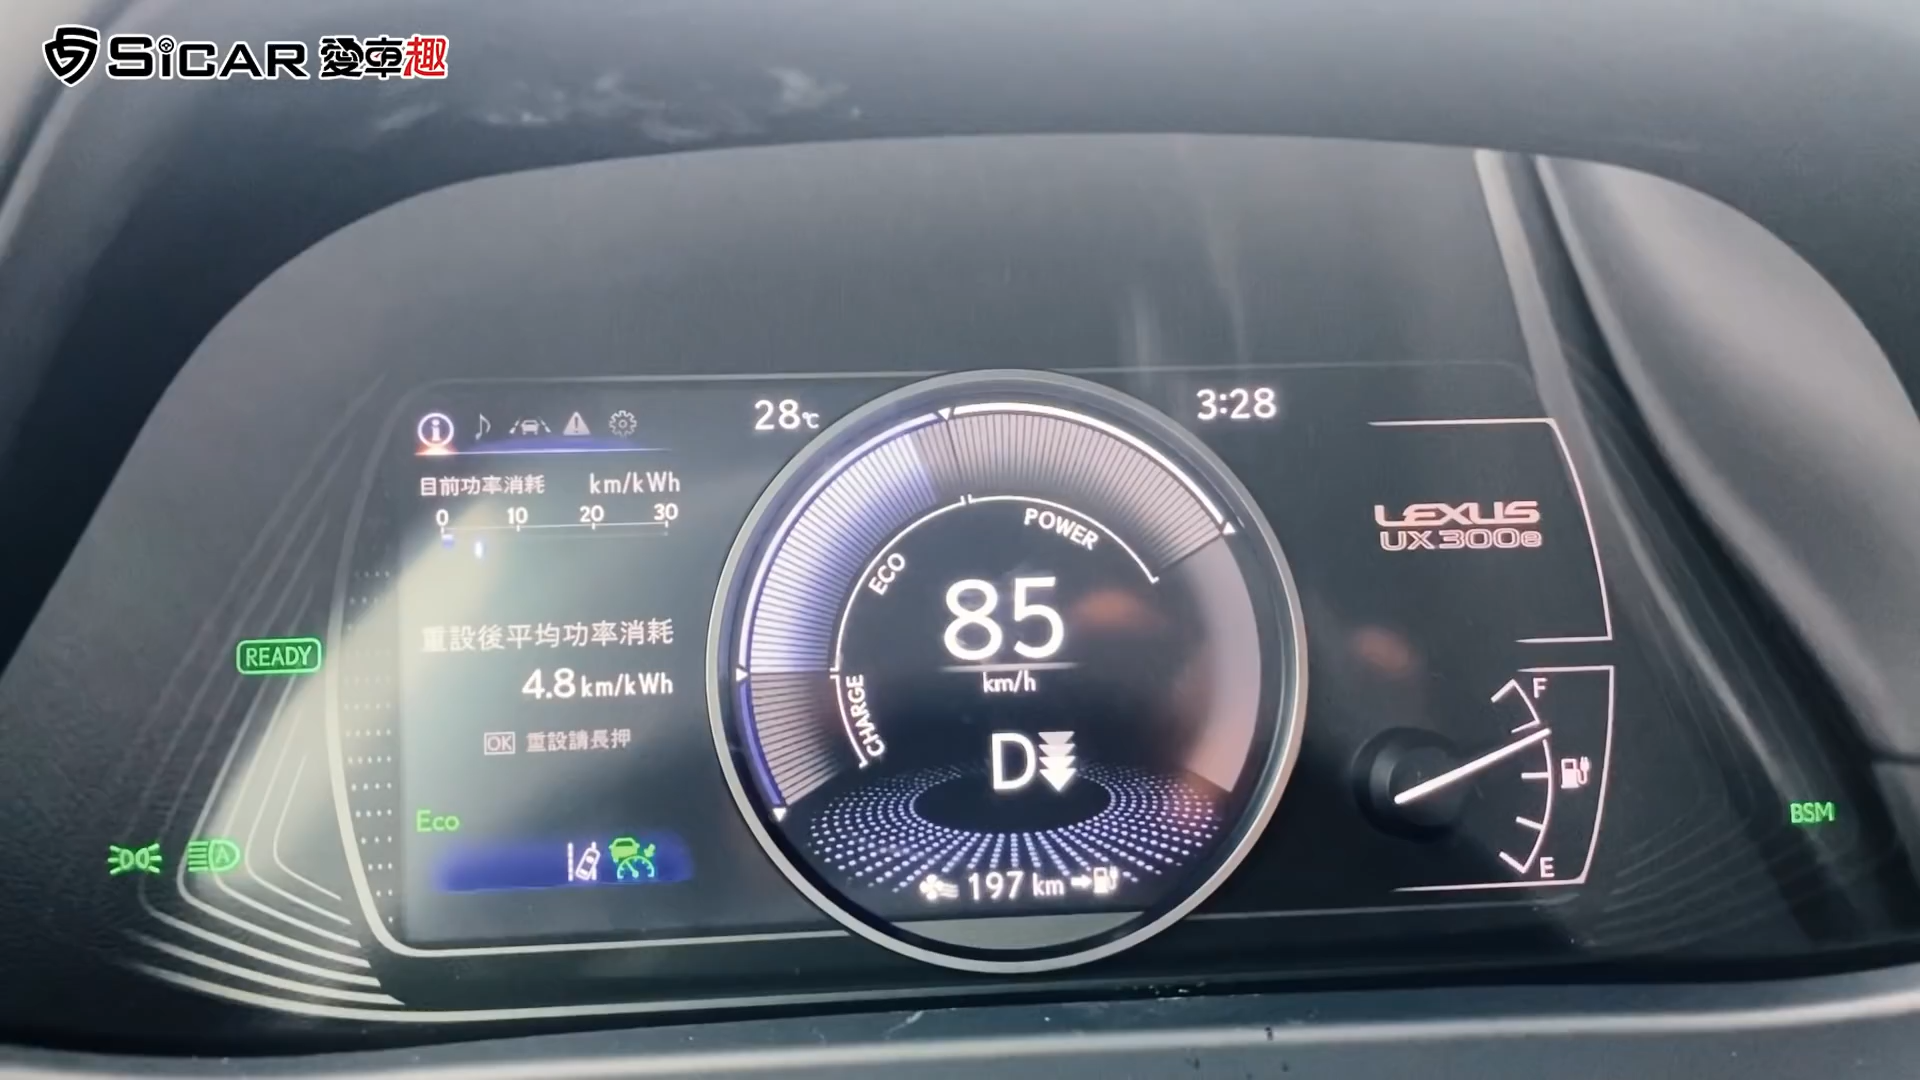 SiCAR 愛車趣
28℃
3:28
目前功率消耗 km/kWh
0 10 20 30
重設後平均功率消耗
4.8 km/kWh
OK 重設請長押
Eco
READY
A
CHARGE
ECO
POWER
85
km/h
D
197 km
LEXUS
UX300e
F
E
BSM